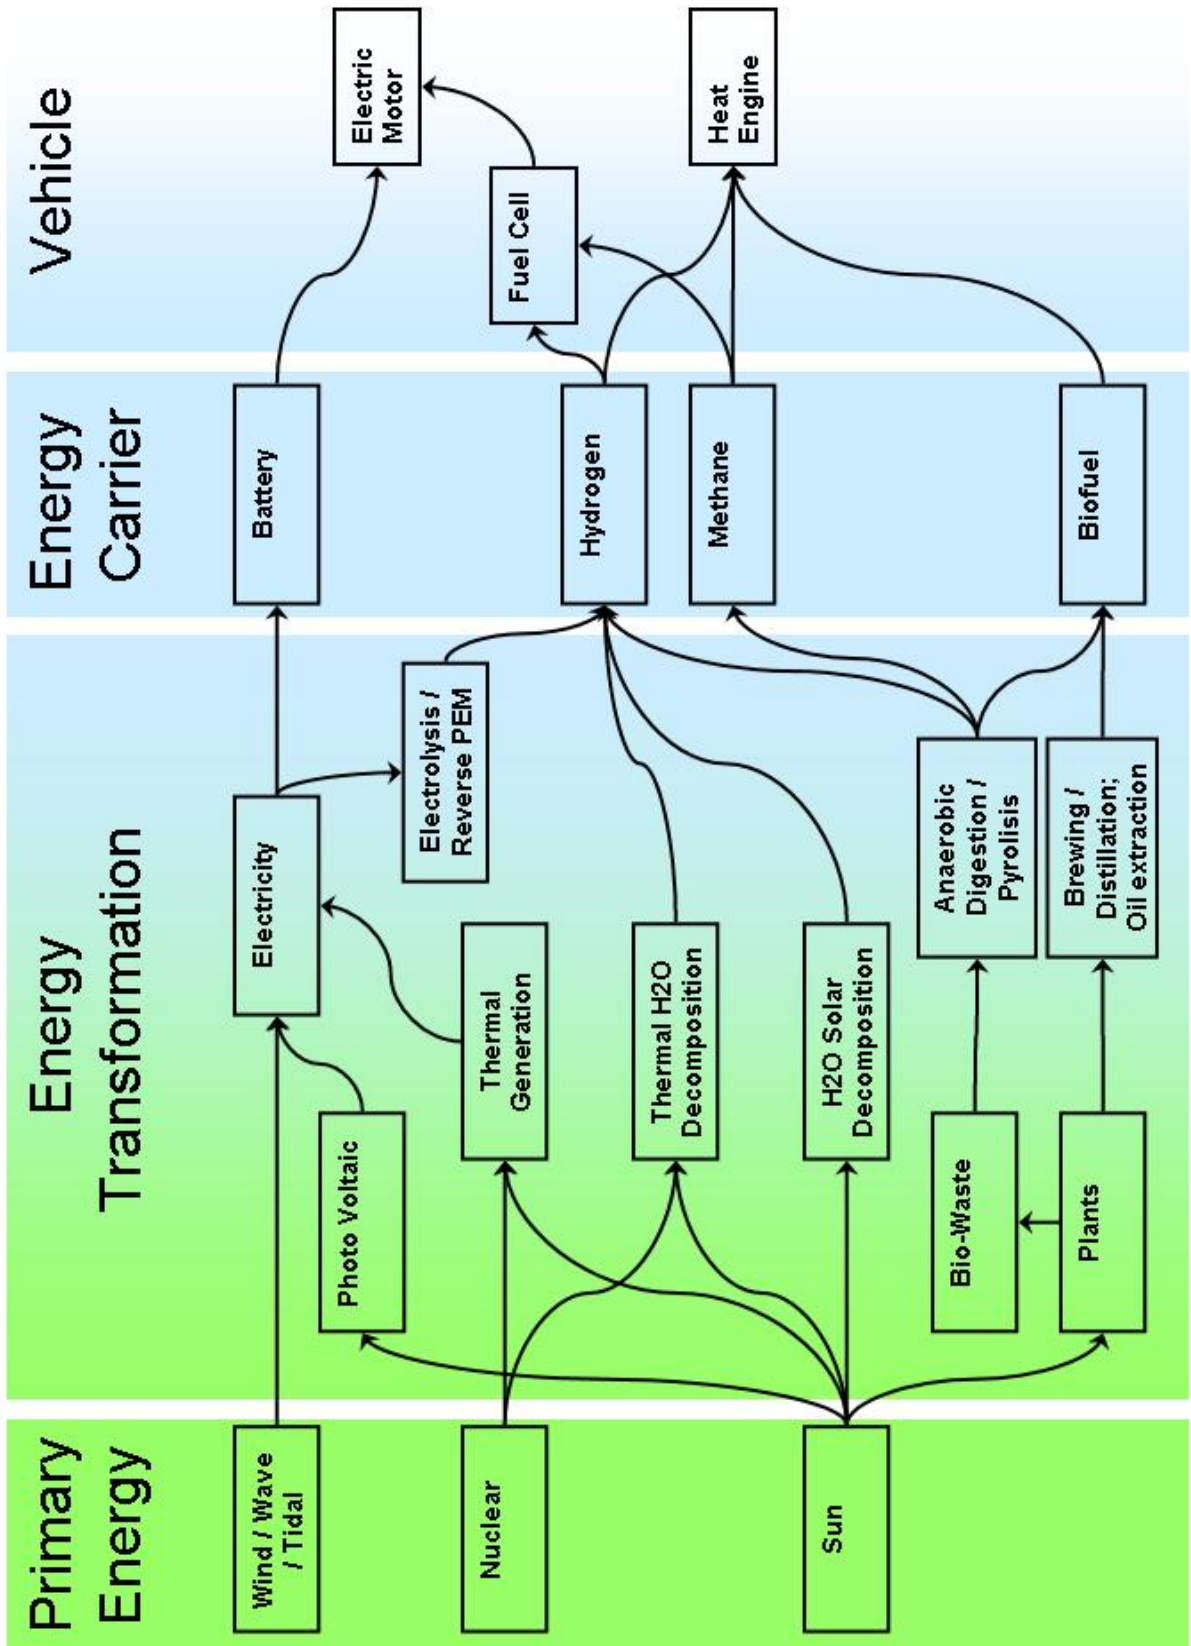 Primary
Energy
Energy
Transformation
Energy
Carrier
Vehicle
Wind / Wave
/ Tidal
Nuclear
Sun
Photo Voltaic
Electricity
Thermal
Generation
Electrolysis /
Reverse PEM
Thermal H2O
Decomposition
H2O Solar
Decomposition
Bio-Waste
Plants
Anaerobic
Digestion /
Pyrolisis
Brewing /
Distillation;
Oil extraction
Battery
Hydrogen
Methane
Biofuel
Fuel Cell
Electric
Motor
Heat
Engine